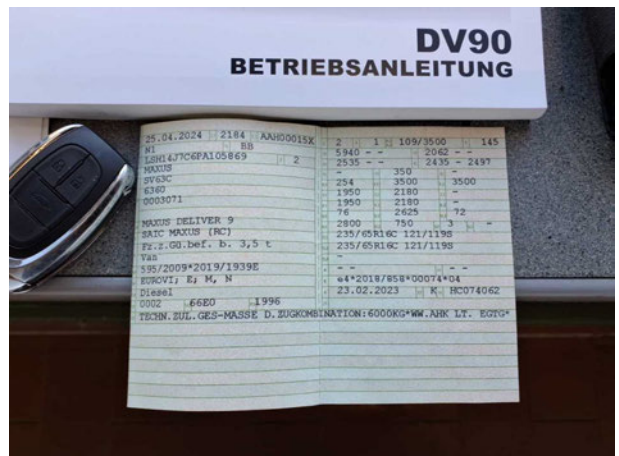 DV90
BETRIEBSANLEITUNG
25.04.2024 2184 AAH00015X
N1 BB
LSH14J7C6PA105869 2
MAXUS
SV63C
6360
0003071
MAXUS DELIVER 9
SAIC MAXUS (RC)
Fz.z.Gü.bef. b. 3,5 t
Van
595/2009*2019/1939E
EUROVI; E; M, N
Diesel
0002 66E0 1996
TECHN.ZUL.GES-MASSE D.ZUGKOMBINATION:6000KG*WW.AHK LT. EGTG*
2 1 109/3500 145
5940 - - 2062 - -
2535 - - 2435 - 2497
- 350 -
254 3500 3500
1950 2180 -
1950 2180 -
76 2625 72
2800 750 3 -
235/65R16C 121/119S
235/65R16C 121/119S
-
- - - -
e4*2018/858*00074*04
23.02.2023 K HC074062